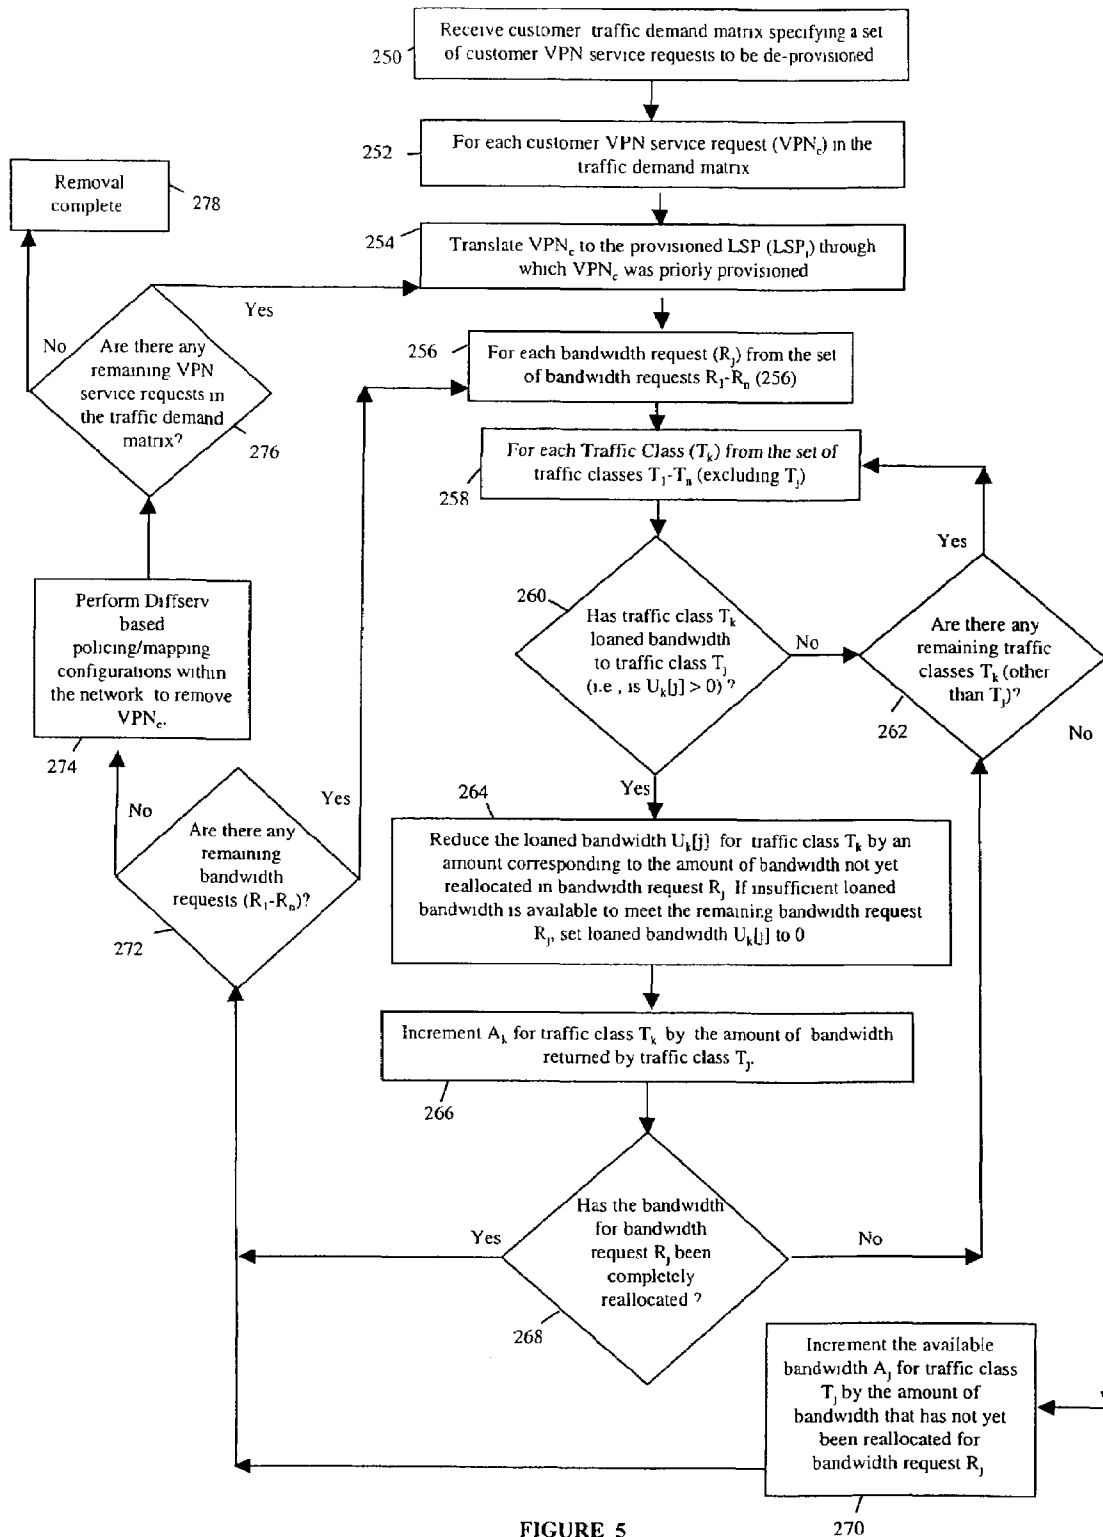 Receive customer traffic demand matrix specifying a set
of customer VPN service requests to be de-provisioned
250
For each customer VPN service request (VPNc) in the
traffic demand matrix
252
Removal
complete
278
254
Translate VPNc to the provisioned LSP (LSPi) through
which VPNc was priorly provisioned
Yes
No
Are there any
remaining VPN
service requests in
the traffic demand
matrix?
276
256
For each bandwidth request (Rj) from the set
of bandwidth requests R1-Rn (256)
For each Traffic Class (Tk) from the set of
traffic classes T1-Tn (excluding Tj)
258
Yes
260
Has traffic class Tk
loaned bandwidth
to traffic class Tj
(i.e., is Uk[j] > 0) ?
No
Are there any
remaining traffic
classes Tk (other
than Tj)?
262
No
Perform Diffserv
based
policing/mapping
configurations within
the network to remove
VPNc.
274
Yes
264
No
Yes
Reduce the loaned bandwidth Uk[j] for traffic class Tk by an
amount corresponding to the amount of bandwidth not yet
reallocated in bandwidth request Rj. If insufficient loaned
bandwidth is available to meet the remaining bandwidth request
Rj, set loaned bandwidth Uk[j] to 0
Are there any
remaining
bandwidth
requests (R1-Rn)?
272
Increment Ak for traffic class Tk by the amount of bandwidth
returned by traffic class Tj.
266
Has the bandwidth
for bandwidth
request Rj been
completely
reallocated ?
Yes
No
268
Increment the available
bandwidth Aj for traffic class
Tj by the amount of
bandwidth that has not yet
been reallocated for
bandwidth request Rj
270
FIGURE 5